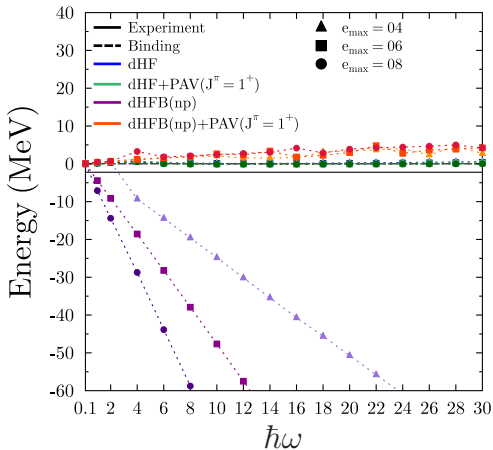 Experiment
Binding
dHF
dHF+PAV(J^π = 1^+)
dHFB(np)
dHFB(np)+PAV(J^π = 1^+)
e_max = 04
e_max = 06
e_max = 08
Energy (MeV)
40
30
20
10
0
-10
-20
-30
-40
-50
-60
0.1 2 4 6 8 10 12 14 16 18 20 22 24 26 28 30
ℏω